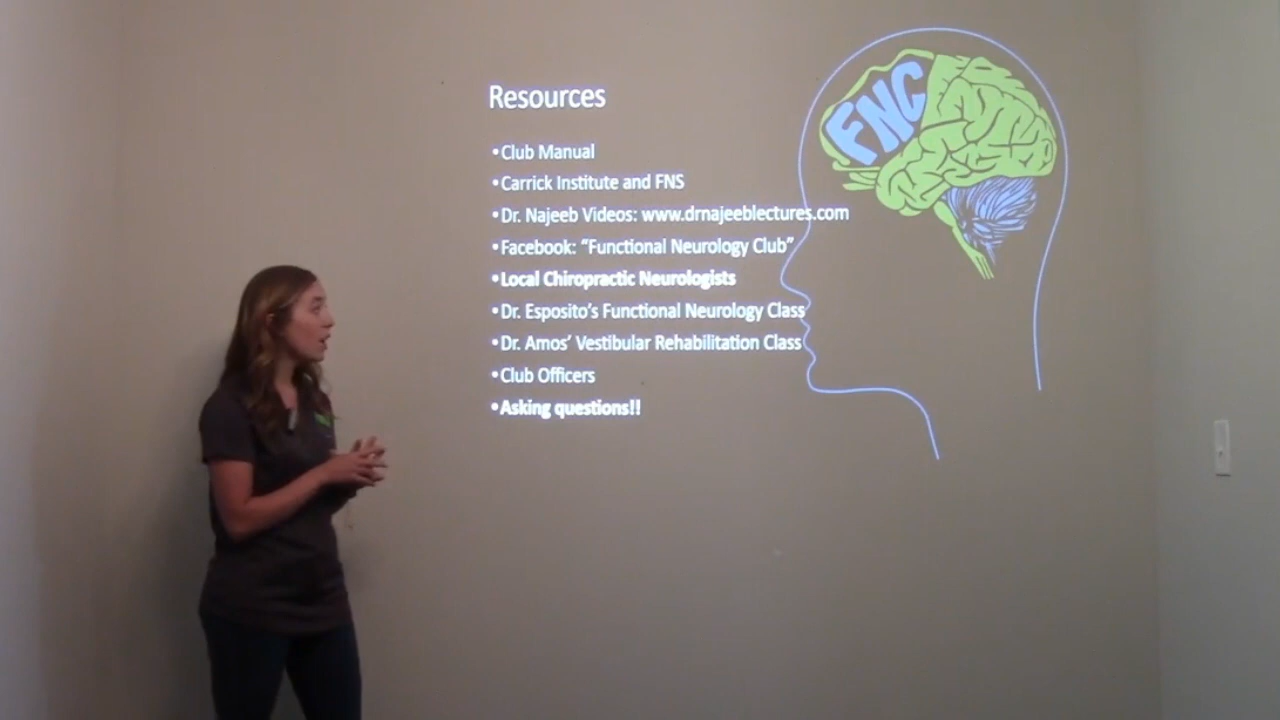 Resources
•Club Manual
•Carrick Institute and FNS
•Dr. Najeeb Videos: www.drnajeeblectures.com
•Facebook: “Functional Neurology Club”
•Local Chiropractic Neurologists
•Dr. Esposito’s Functional Neurology Class
•Dr. Amos’ Vestibular Rehabilitation Class
•Club Officers
•Asking questions!!
FNC